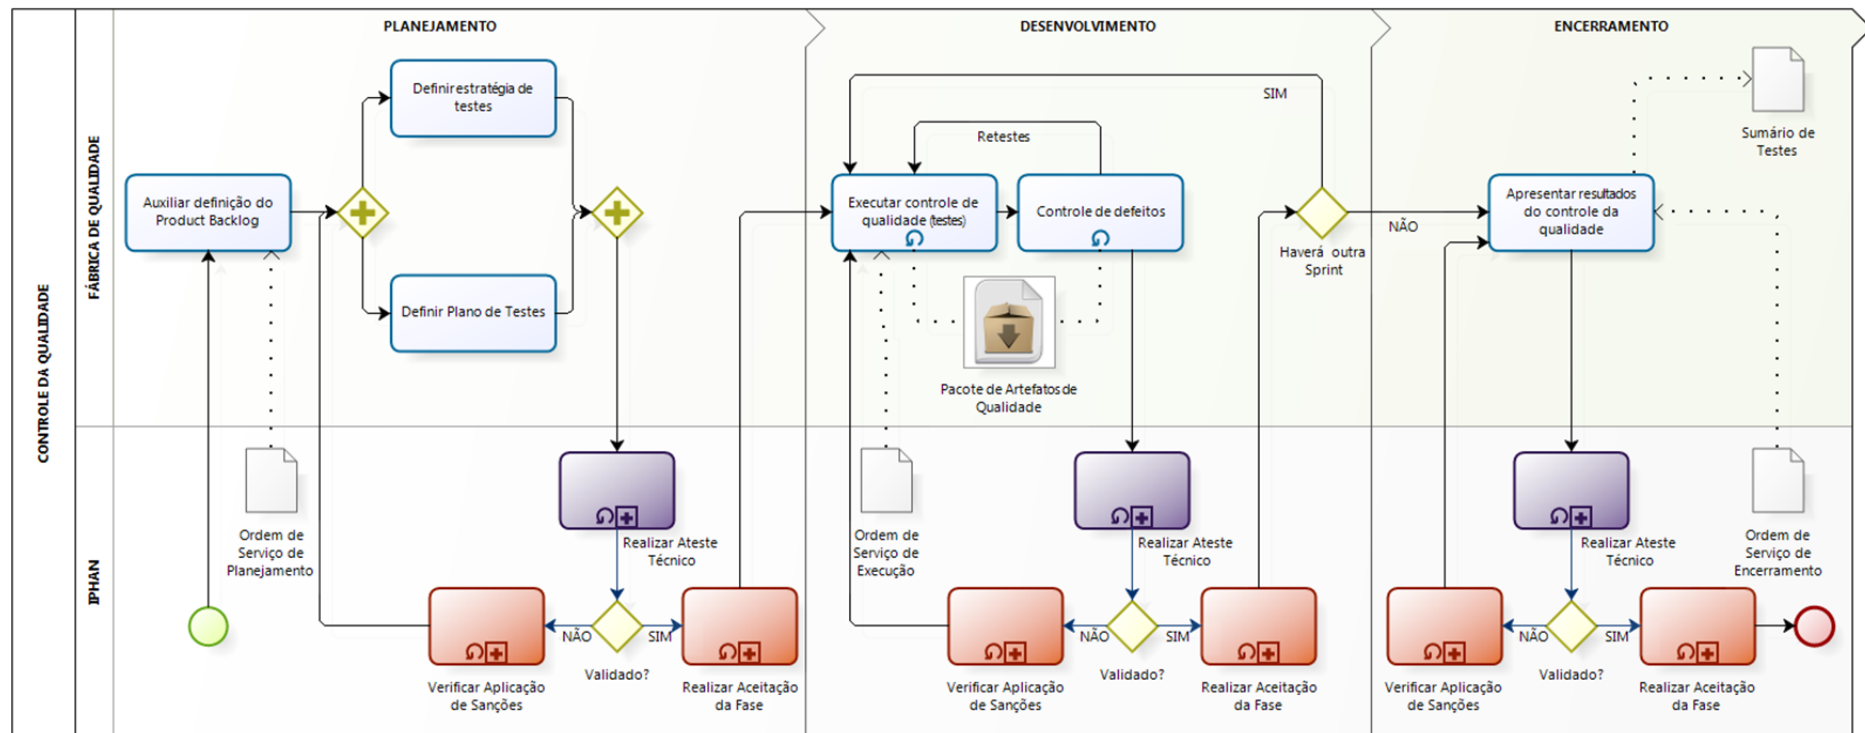 CONTROLE DA QUALIDADE
FÁBRICA DE QUALIDADE
IPHAN
PLANEJAMENTO
DESENVOLVIMENTO
ENCERRAMENTO
Definir estratégia de
testes
Auxiliar definição do
Product Backlog
Definir Plano de Testes
Ordem de
Serviço de
Planejamento
Realizar Ateste
Técnico
NÃO
SIM
Validado?
Verificar Aplicação
de Sanções
Realizar Aceitação
da Fase
SIM
Retestes
Executar controle de
qualidade (testes)
Controle de defeitos
Haverá outra
Sprint
NÃO
Pacote de Artefatos de
Qualidade
Ordem de
Serviço de
Execução
Realizar Ateste
Técnico
NÃO
SIM
Validado?
Verificar Aplicação
de Sanções
Realizar Aceitação
da Fase
Sumário de
Testes
Apresentar resultados
do controle da
qualidade
Realizar Ateste
Técnico
Ordem de
Serviço de
Encerramento
NÃO
SIM
Validado?
Verificar Aplicação
de Sanções
Realizar Aceitação
da Fase